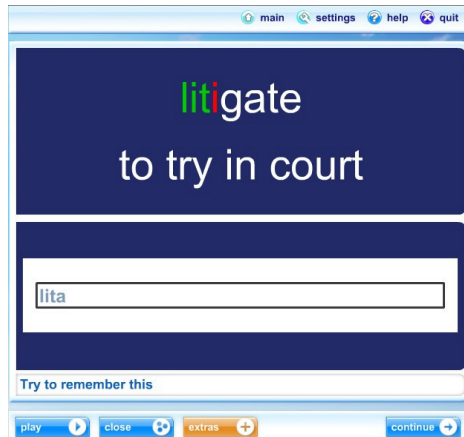 main settings help quit
litigate
to try in court
lita
Try to remember this
play close extras continue